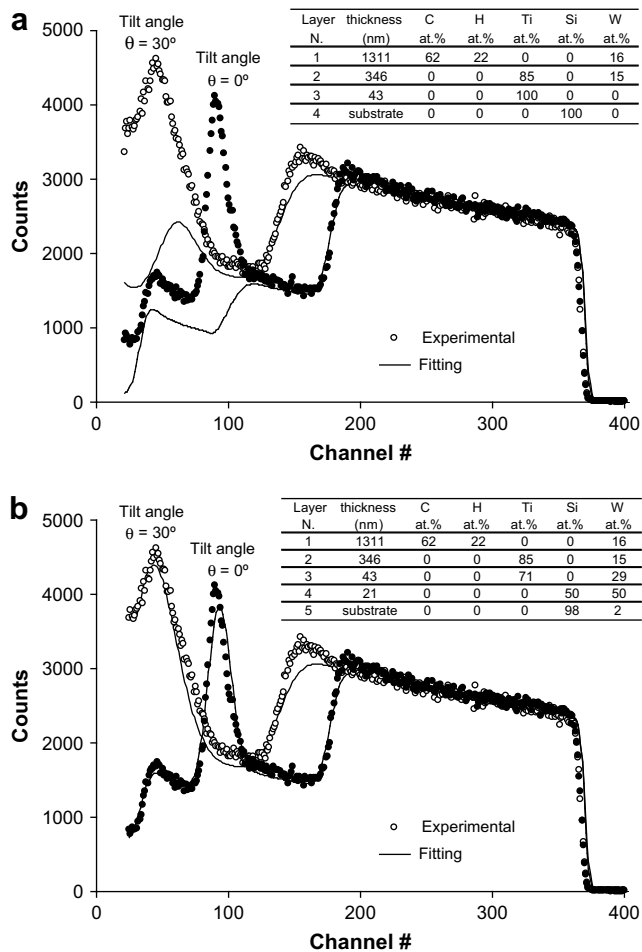 a
Tilt angle
θ = 30º
Tilt angle
θ = 0º
Layer N. thickness (nm) C at.% H at.% Ti at.% Si at.% W at.%
1 1311 62 22 0 0 16
2 346 0 0 85 0 15
3 43 0 0 100 0 0
4 substrate 0 0 0 100 0
5000
4000
3000
2000
1000
0
Counts
Experimental
Fitting
0 100 200 300 400
Channel #
b
Tilt angle
θ = 30º
Tilt angle
θ = 0º
Layer N. thickness (nm) C at.% H at.% Ti at.% Si at.% W at.%
1 1311 62 22 0 0 16
2 346 0 0 85 0 15
3 43 0 0 71 0 29
4 21 0 0 0 50 50
5 substrate 0 0 0 98 2
5000
4000
3000
2000
1000
0
Counts
Experimental
Fitting
0 100 200 300 400
Channel #